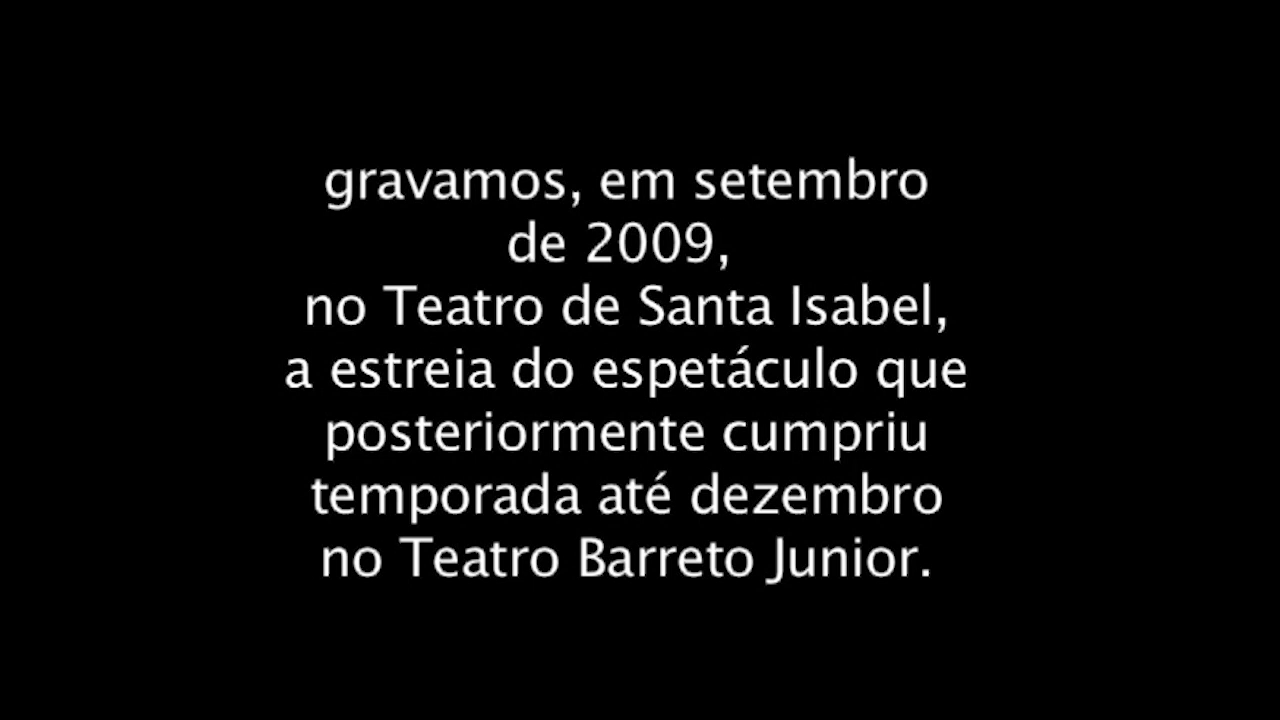 gravamos, em setembro
de 2009,
no Teatro de Santa Isabel,
a estreia do espetáculo que
posteriormente cumpriu
temporada até dezembro
no Teatro Barreto Junior.